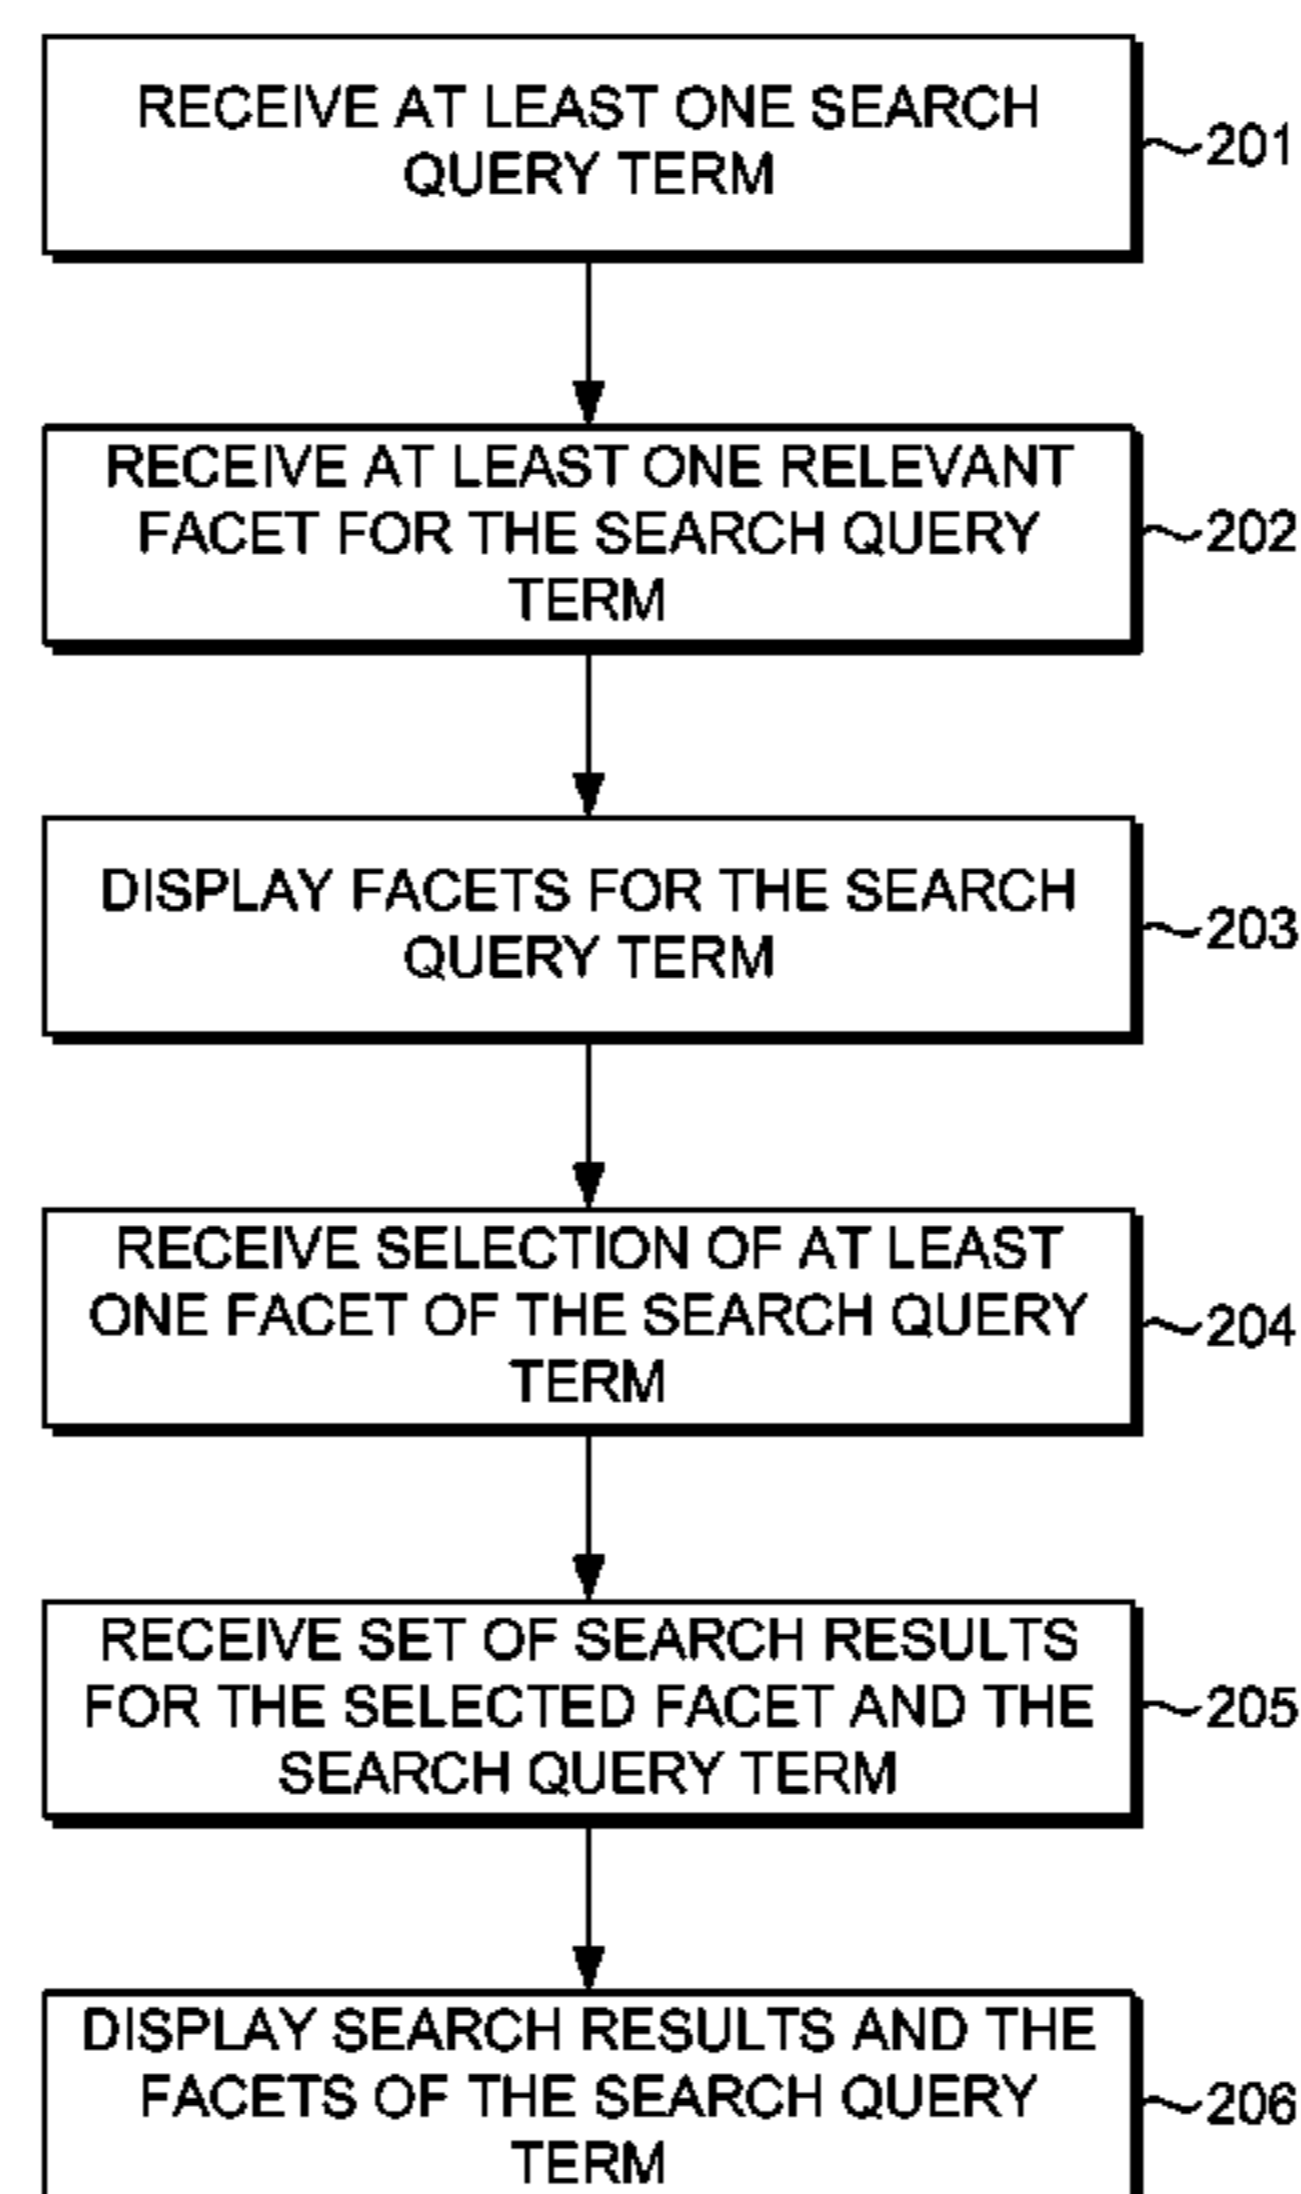 RECEIVE AT LEAST ONE SEARCH
QUERY TERM
201
RECEIVE AT LEAST ONE RELEVANT
FACET FOR THE SEARCH QUERY
TERM
202
DISPLAY FACETS FOR THE SEARCH
QUERY TERM
203
RECEIVE SELECTION OF AT LEAST
ONE FACET OF THE SEARCH QUERY
TERM
204
RECEIVE SET OF SEARCH RESULTS
FOR THE SELECTED FACET AND THE
SEARCH QUERY TERM
205
DISPLAY SEARCH RESULTS AND THE
FACETS OF THE SEARCH QUERY
TERM
206